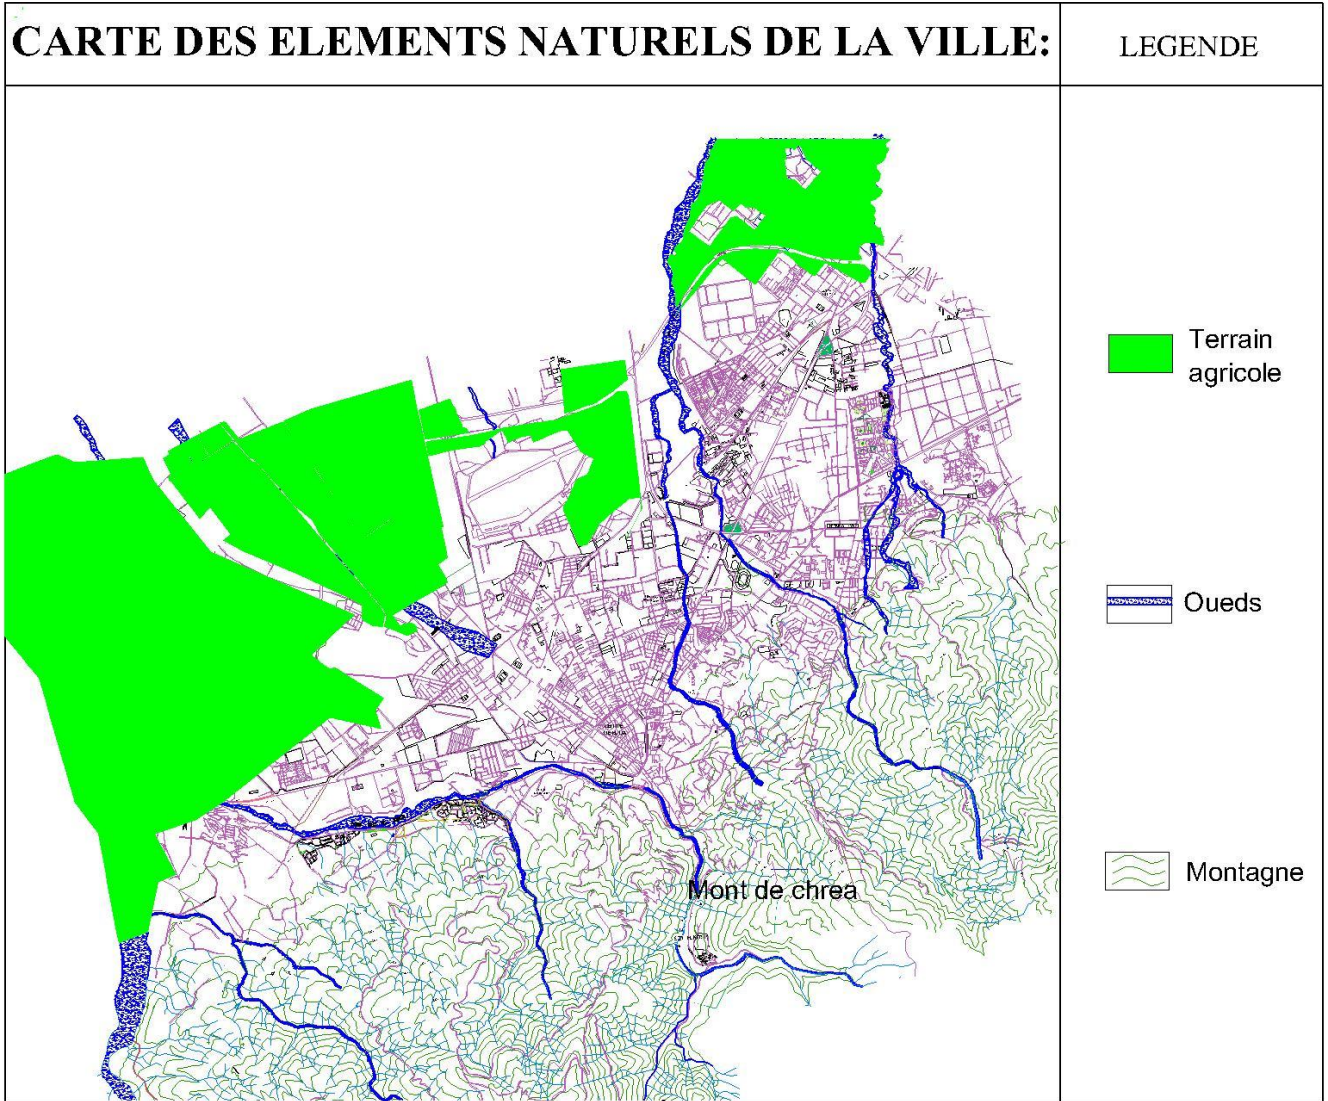 CARTE DES ELEMENTS NATURELS DE LA VILLE:
LEGENDE
Terrain
agricole
Oueds
Montagne
Mont de chrea